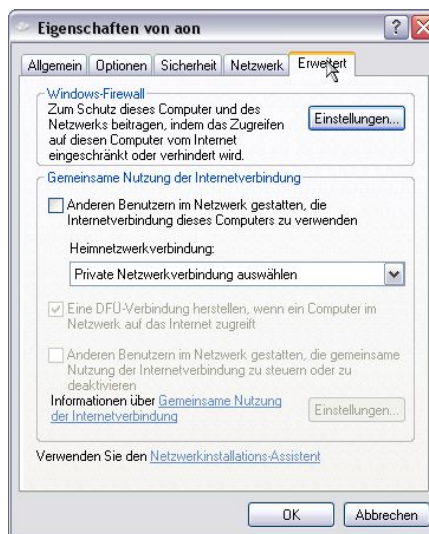 Eigenschaften von aon
Allgemein Optionen Sicherheit Netzwerk Erweitert
Windows-Firewall
Zum Schutz dieses Computer und des
Netzwerks beitragen, indem das Zugreifen
auf diesen Computer vom Internet
eingeschränkt oder verhindert wird.
Einstellungen...
Gemeinsame Nutzung der Internetverbindung
Anderen Benutzern im Netzwerk gestatten, die
Internetverbindung dieses Computers zu verwenden
Heimnetzwerkverbindung:
Private Netzwerkverbindung auswählen
Eine DFÜ-Verbindung herstellen, wenn ein Computer im
Netzwerk auf das Internet zugreift
Anderen Benutzern im Netzwerk gestatten, die gemeinsame
Nutzung der Internetverbindung zu steuern oder zu
deaktivieren
Informationen über Gemeinsame Nutzung
der Internetverbindung
Einstellungen...
Verwenden Sie den Netzwerkinstallations-Assistent
OK Abbrechen